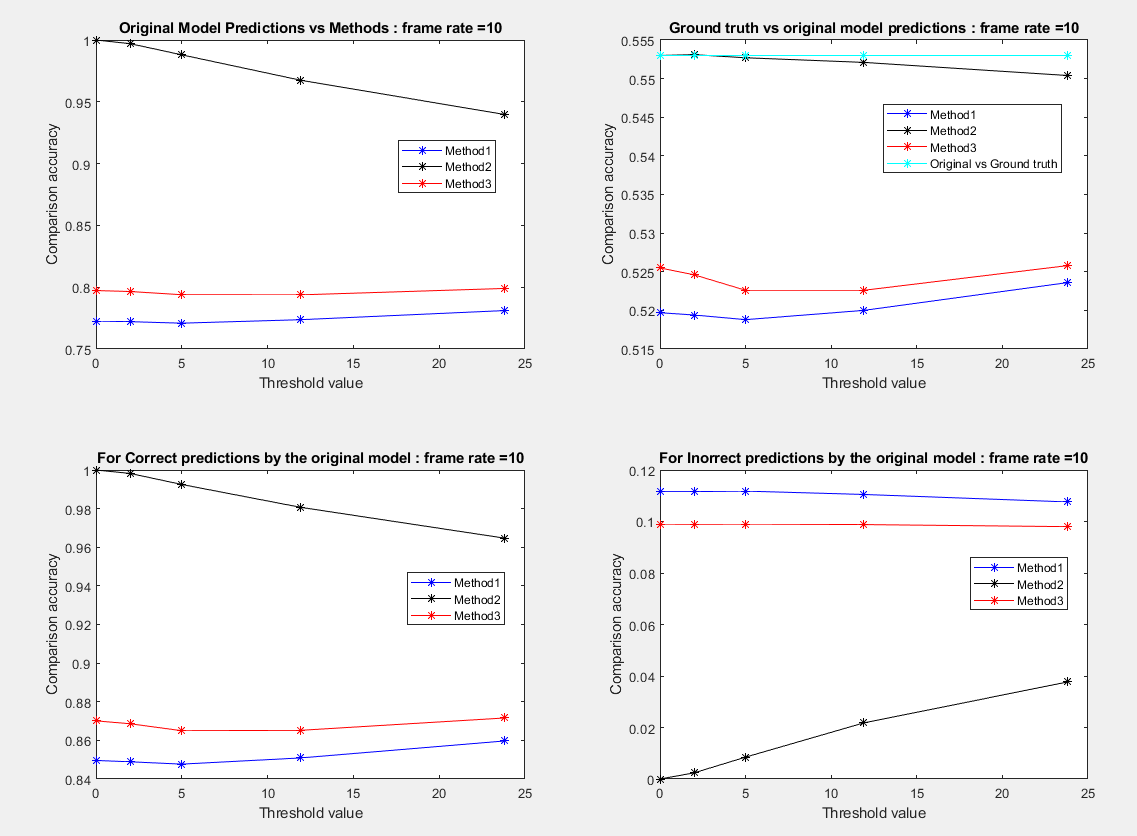 Original Model Predictions vs Methods : frame rate =10
1
0.95
0.9
0.85
0.8
0.75
Comparison accuracy
Method1
Method2
Method3
0 5 10 15 20 25
Threshold value
Ground truth vs original model predictions : frame rate =10
0.555
0.55
0.545
0.54
0.535
0.53
0.525
0.52
0.515
Comparison accuracy
Method1
Method2
Method3
Original vs Ground truth
0 5 10 15 20 25
Threshold value
For Correct predictions by the original model : frame rate =10
1
0.98
0.96
0.94
0.92
0.9
0.88
0.86
0.84
Comparison accuracy
Method1
Method2
Method3
0 5 10 15 20 25
Threshold value
For Inorrect predictions by the original model : frame rate =10
0.12
0.1
0.08
0.06
0.04
0.02
0
Comparison accuracy
Method1
Method2
Method3
0 5 10 15 20 25
Threshold value